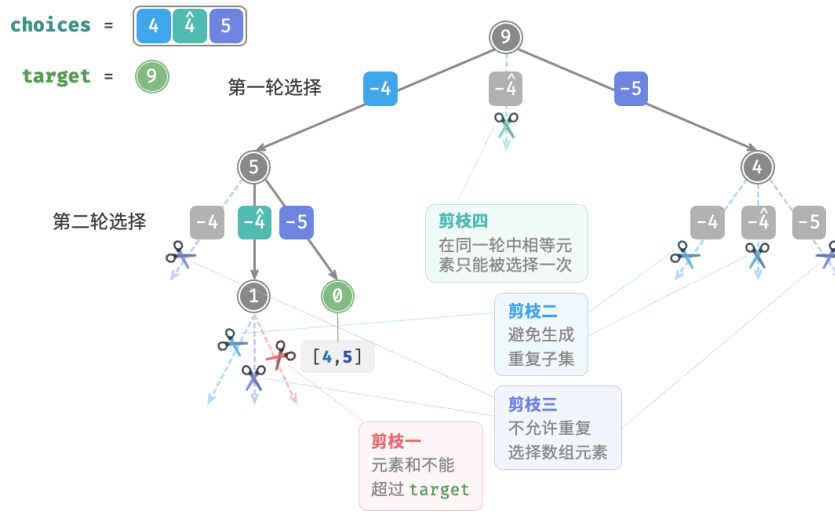 choices = 4 4̂ 5
target = 9
9
第一轮选择
-4 -4̂ -5
5 4
第二轮选择
-4 -4̂ -5
-4 -4̂ -5
剪枝四
在同一轮中相等元
素只能被选择一次
1 0
[4,5]
剪枝二
避免生成
重复子集
剪枝三
不允许重复
选择数组元素
剪枝一
元素和不能
超过 target